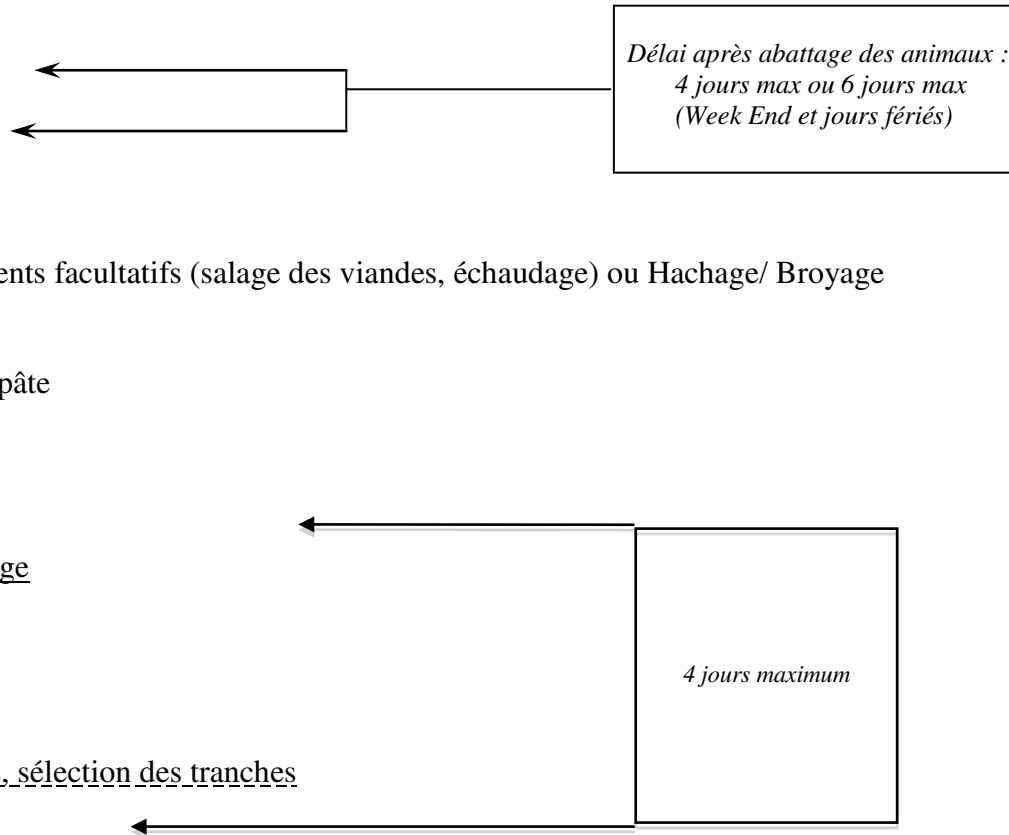 Délai après abattage des animaux :
4 jours max ou 6 jours max
(Week End et jours fériés)
ents facultatifs (salage des viandes, échaudage) ou Hachage/ Broyage
pâte
ge
4 jours maximum
, sélection des tranches